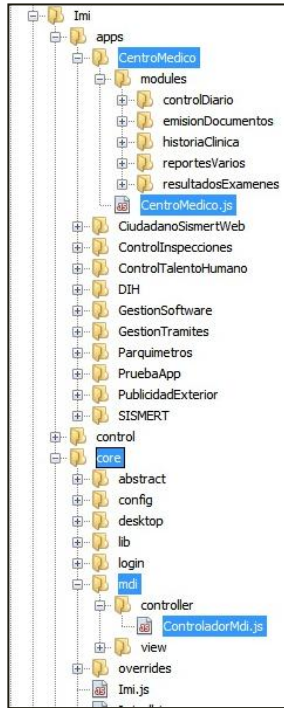 Imi
apps
CentroMedico
modules
controlDiario
emisionDocumentos
historiaClinica
reportesVarios
resultadosExamenes
CentroMedico.js
CiudadanoSismertWeb
ControlInspecciones
ControlTalentoHumano
DIH
GestionSoftware
GestionTramites
Parquimetros
PruebaApp
PublicidadExterior
SISMERT
control
core
abstract
config
desktop
lib
login
mdi
controller
ControladorMdi.js
view
overrides
Imi.js